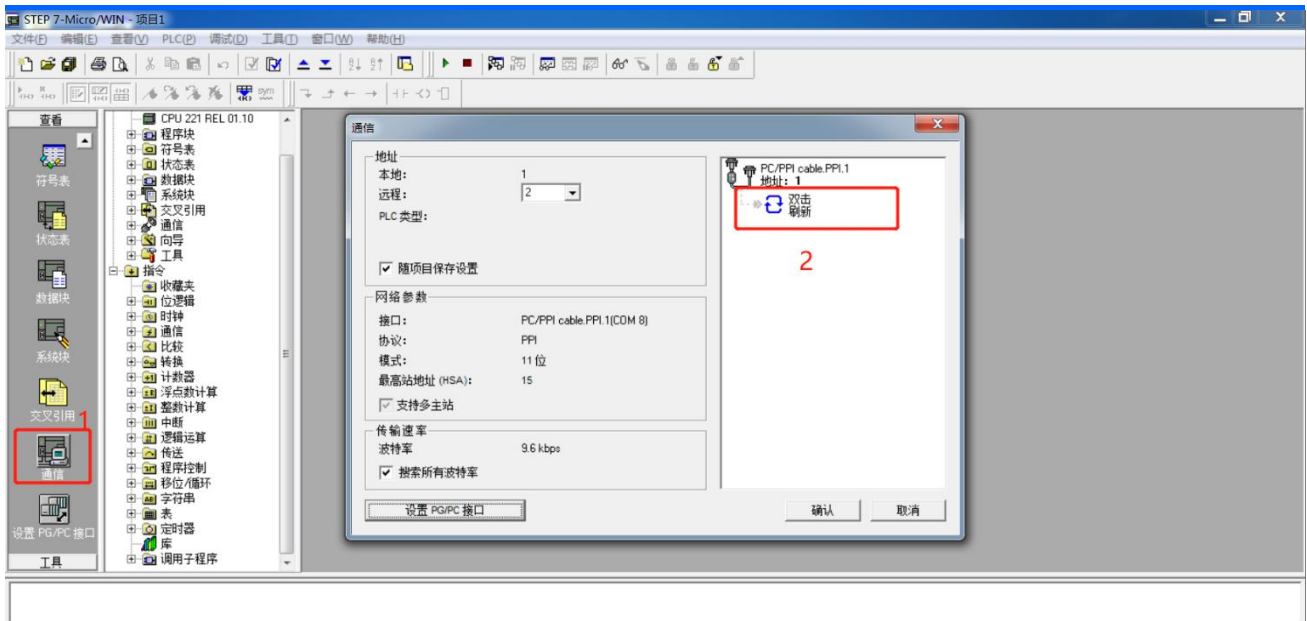 STEP 7-Micro/WIN - 项目1
文件(F) 编辑(E) 查看(V) PLC(P) 调试(D) 工具(T) 窗口(W) 帮助(H)
sym
查看
符号表
状态表
数据块
系统块
交叉引用
1
通信
设置 PG/PC 接口
工具
CPU 221 REL 01.10
程序块
符号表
状态表
数据块
系统块
交叉引用
通信
向导
工具
指令
收藏夹
位逻辑
时钟
通信
比较
转换
计数器
浮点数计算
整数计算
中断
逻辑运算
传送
程序控制
移位/循环
字符串
表
定时器
库
调用子程序
通信
地址
本地: 1
远程: 2
PLC 类型:
随项目保存设置
网络参数
接口: PC/PPI cable.PPI.1(COM 8)
协议: PPI
模式: 11 位
最高站地址 (HSA): 15
支持多主站
传输速率
波特率 9.6 kbps
搜索所有波特率
设置 PG/PC 接口
PC/PPI cable.PPI.1
地址: 1
双击
刷新
2
确认 取消